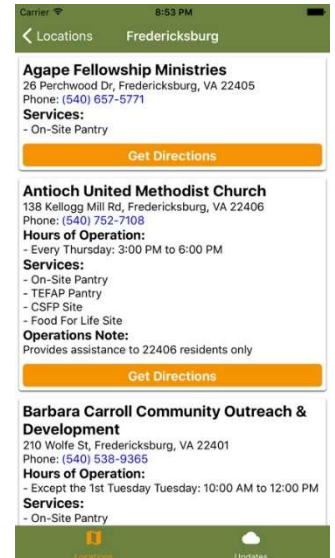 Carrier 8:53 PM
Locations Fredericksburg
Agape Fellowship Ministries
26 Perchwood Dr, Fredericksburg, VA 22405
Phone: (540) 657-5771
Services:
- On-Site Pantry
Get Directions
Antioch United Methodist Church
138 Kellogg Mill Rd, Fredericksburg, VA 22406
Phone: (540) 752-7108
Hours of Operation:
- Every Thursday: 3:00 PM to 6:00 PM
Services:
- On-Site Pantry
- TEFAP Pantry
- CSFP Site
- Food For Life Site
Operations Note:
Provides assistance to 22406 residents only
Get Directions
Barbara Carroll Community Outreach &
Development
210 Wolfe St, Fredericksburg, VA 22401
Phone: (540) 538-9365
Hours of Operation:
- Except the 1st Tuesday Tuesday: 10:00 AM to 12:00 PM
Services:
- On-Site Pantry
Locations Updates